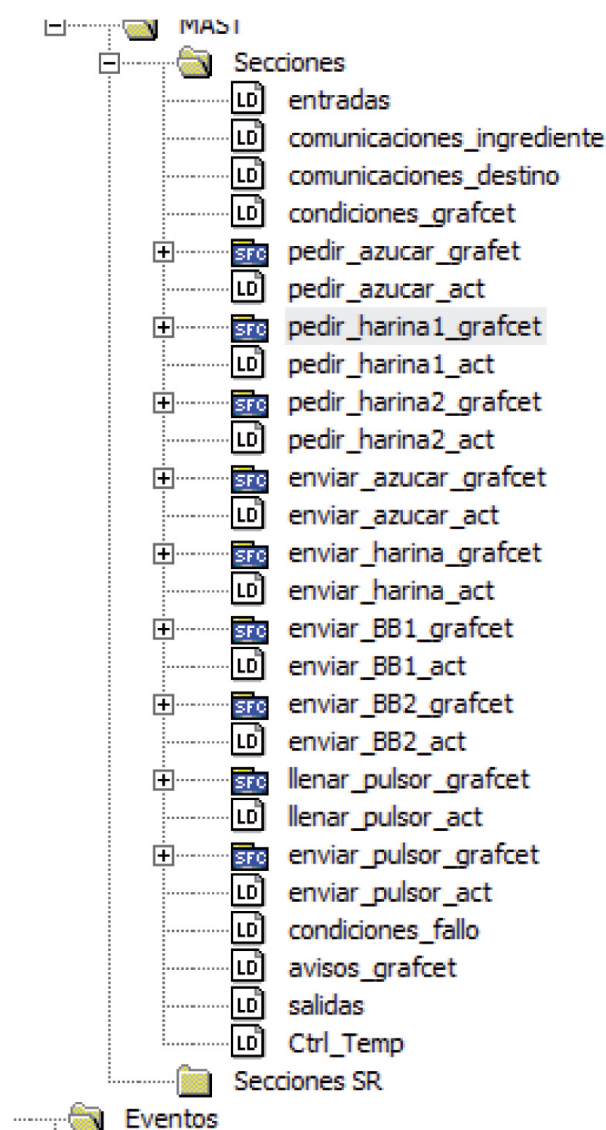 MAST
Secciones
LD entradas
LD comunicaciones_ingrediente
LD comunicaciones_destino
LD condiciones_grafcet
SFC pedir_azucar_grafet
LD pedir_azucar_act
SFC pedir_harina1_grafcet
LD pedir_harina1_act
SFC pedir_harina2_grafcet
LD pedir_harina2_act
SFC enviar_azucar_grafcet
LD enviar_azucar_act
SFC enviar_harina_grafcet
LD enviar_harina_act
SFC enviar_BB1_grafcet
LD enviar_BB1_act
SFC enviar_BB2_grafcet
LD enviar_BB2_act
SFC llenar_pulsor_grafcet
LD llenar_pulsor_act
SFC enviar_pulsor_grafcet
LD enviar_pulsor_act
LD condiciones_fallo
LD avisos_grafcet
LD salidas
LD Ctrl_Temp
Secciones SR
Eventos